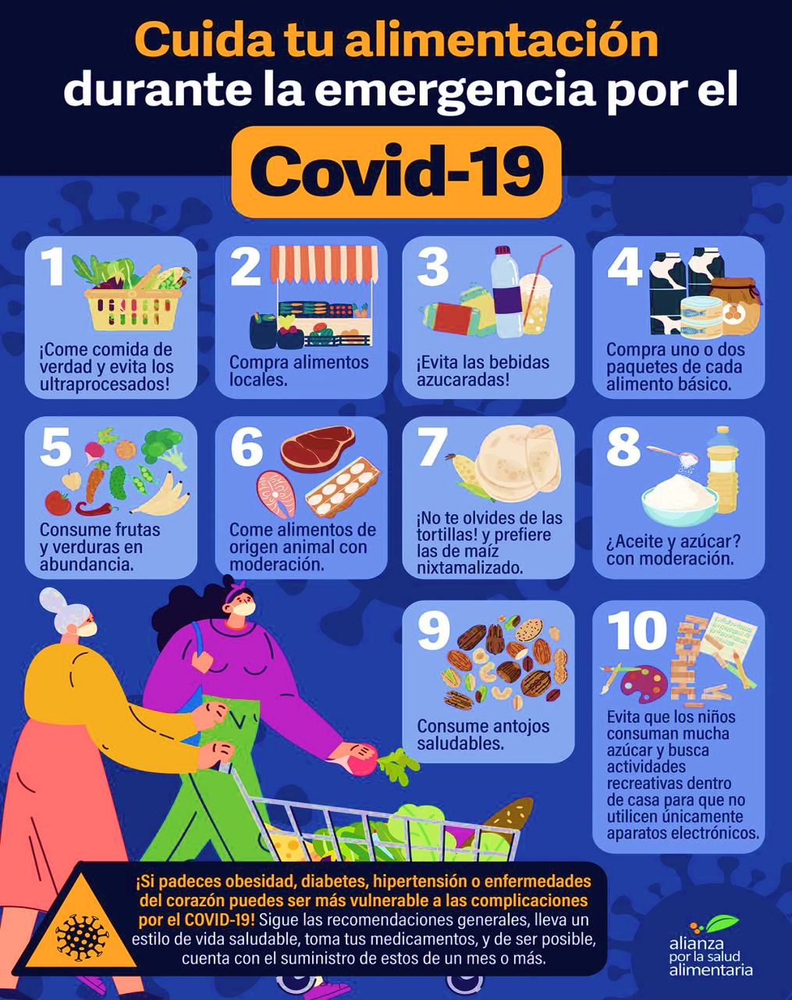 Cuida tu alimentación
durante la emergencia por el
Covid-19
1
¡Come comida de
verdad y evita los
ultraprocesados!
2
Compra alimentos
locales.
3
¡Evita las bebidas
azucaradas!
4
Compra uno o dos
paquetes de cada
alimento básico.
5
Consume frutas
y verduras en
abundancia.
6
Come alimentos de
origen animal con
moderación.
7
¡No te olvides de las
tortillas! y prefiere
las de maíz
nixtamalizado.
8
¿Aceite y azúcar?
con moderación.
9
Consume antojos
saludables.
10
Evita que los niños
consuman mucha
azúcar y busca
actividades
recreativas dentro
de casa para que no
utilicen únicamente
aparatos electrónicos.
¡Si padeces obesidad, diabetes, hipertensión o enfermedades
del corazón puedes ser más vulnerable a las complicaciones
por el COVID-19! Sigue las recomendaciones generales, lleva un
estilo de vida saludable, toma tus medicamentos, y de ser posible,
cuenta con el suministro de estos de un mes o más.
alianza
por la salud
alimentaria